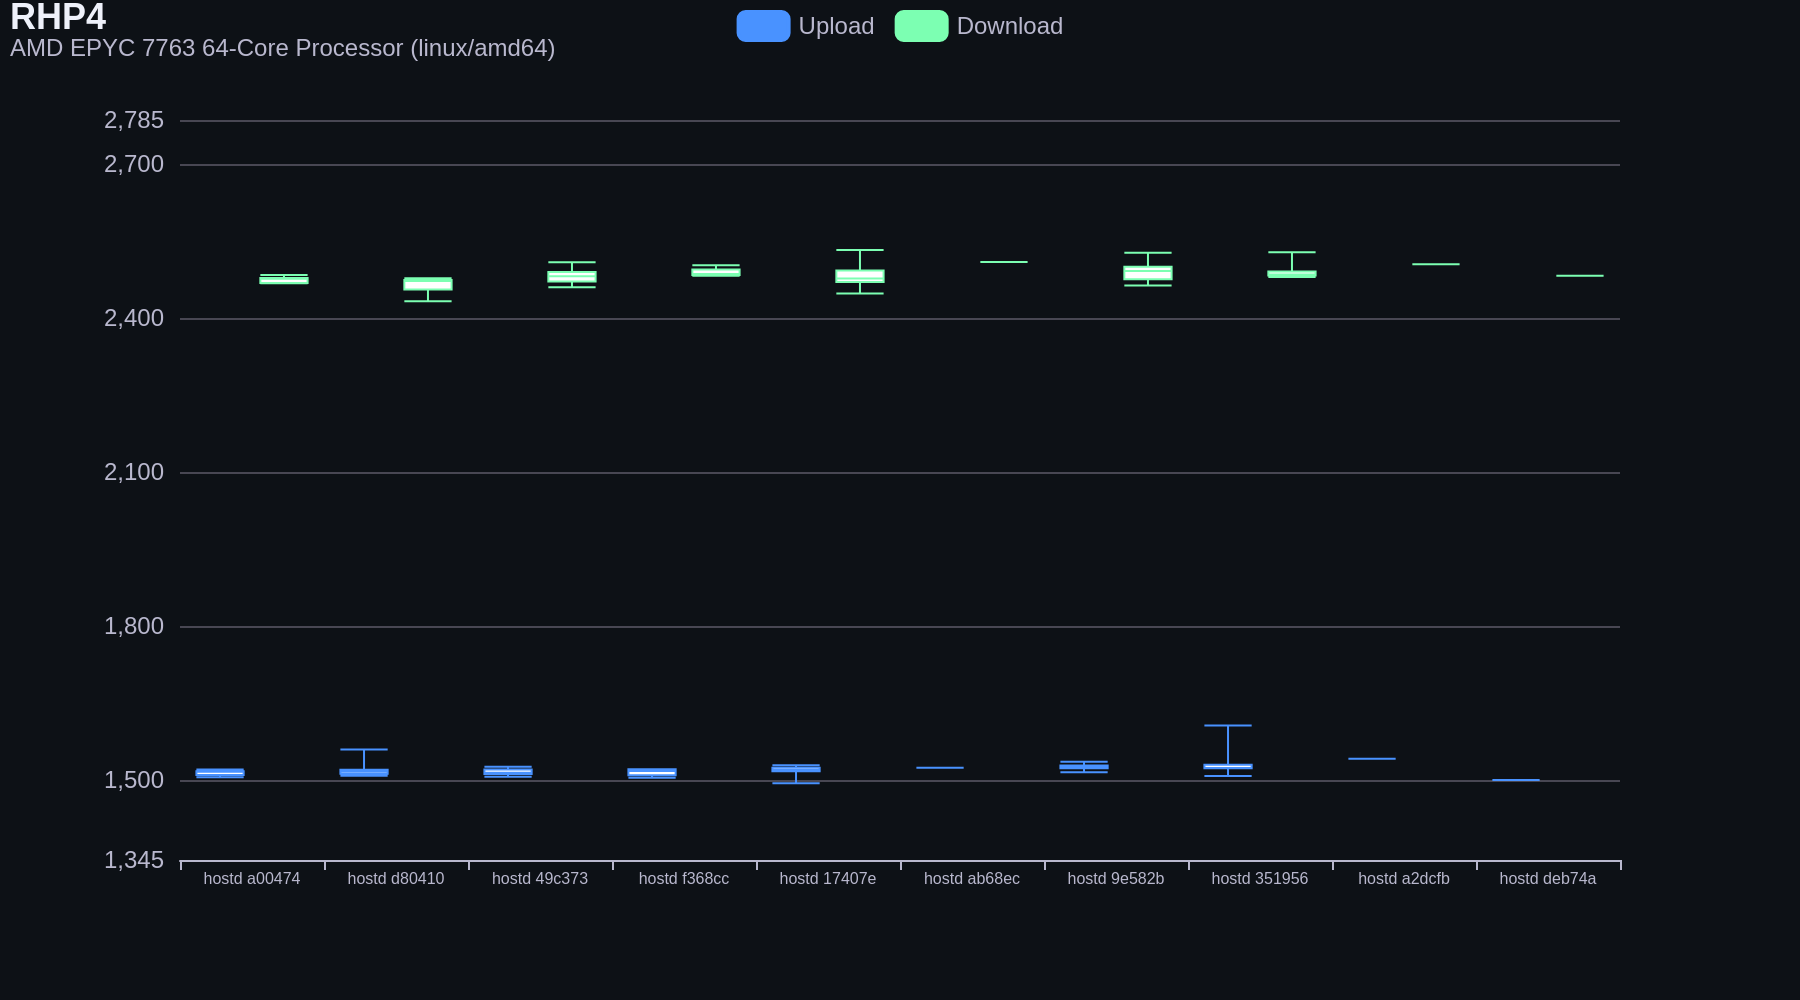 RHP4
AMD EPYC 7763 64-Core Processor (linux/amd64)
Upload Download
2,785
2,700
2,400
2,100
1,800
1,500
1,345
hostd a00474 hostd d80410 hostd 49c373 hostd f368cc hostd 17407e hostd ab68ec hostd 9e582b hostd 351956 hostd a2dcfb hostd deb74a